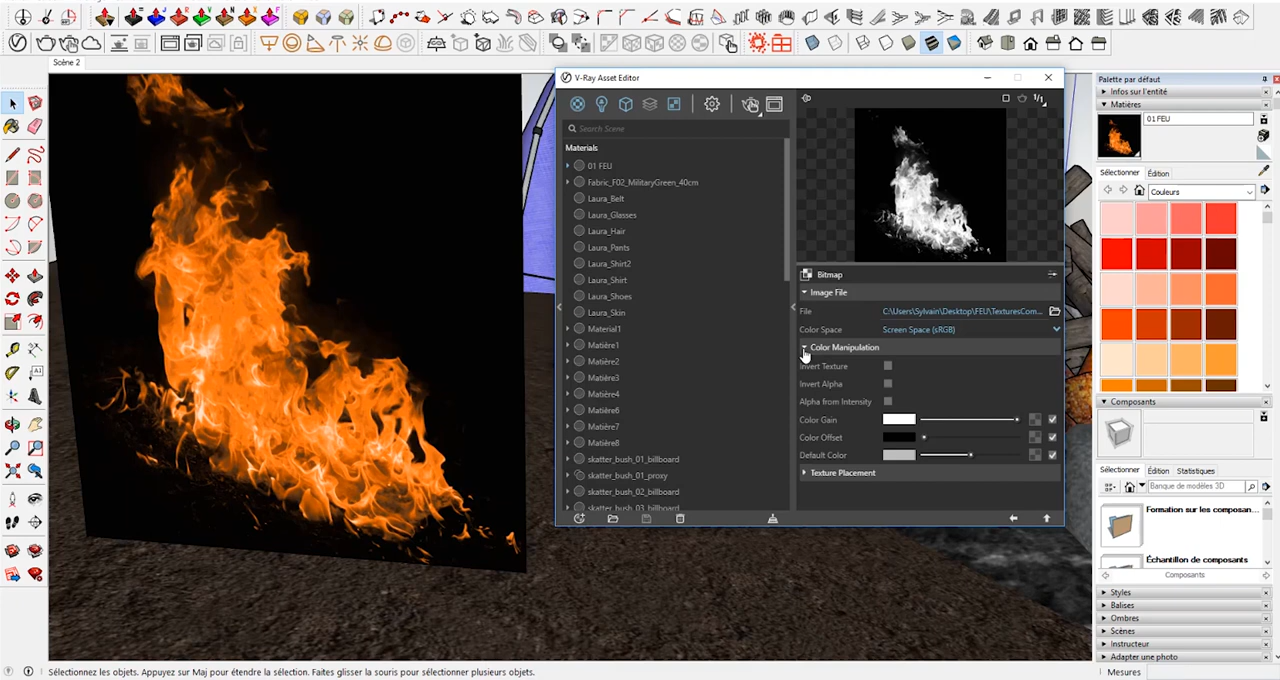 Scène 2
V-Ray Asset Editor
Search Scene
Materials
01 FEU
Fabric_F02_MilitaryGreen_40cm
Laura_Belt
Laura_Glasses
Laura_Hair
Laura_Pants
Laura_Shirt2
Laura_Shirt
Laura_Shoes
Laura_Skin
Material1
Matière1
Matière2
Matière3
Matière4
Matière6
Matière7
Matière8
skatter_bush_01_billboard
skatter_bush_01_proxy
skatter_bush_02_billboard
skatter_bush_03_billboard
1/1
Bitmap
Image File
File C:\Users\Sylvain\Desktop\FEU\TexturesCom...
Color Space Screen Space (sRGB)
Color Manipulation
Invert Texture
Invert Alpha
Alpha from Intensity
Color Gain
Color Offset
Default Color
Texture Placement
Palette par défaut
Infos sur l'entité
Matières
01 FEU
Sélectionner Édition
Couleurs
Composants
Sélectionner Édition Statistiques
Banque de modèles 3D
Formation sur les composan...
Échantillon de composants
Composants
Styles
Balises
Ombres
Scènes
Instructeur
Adapter une photo
Sélectionnez les objets. Appuyez sur Maj pour étendre la sélection. Faites glisser la souris pour sélectionner plusieurs objets.
Mesures